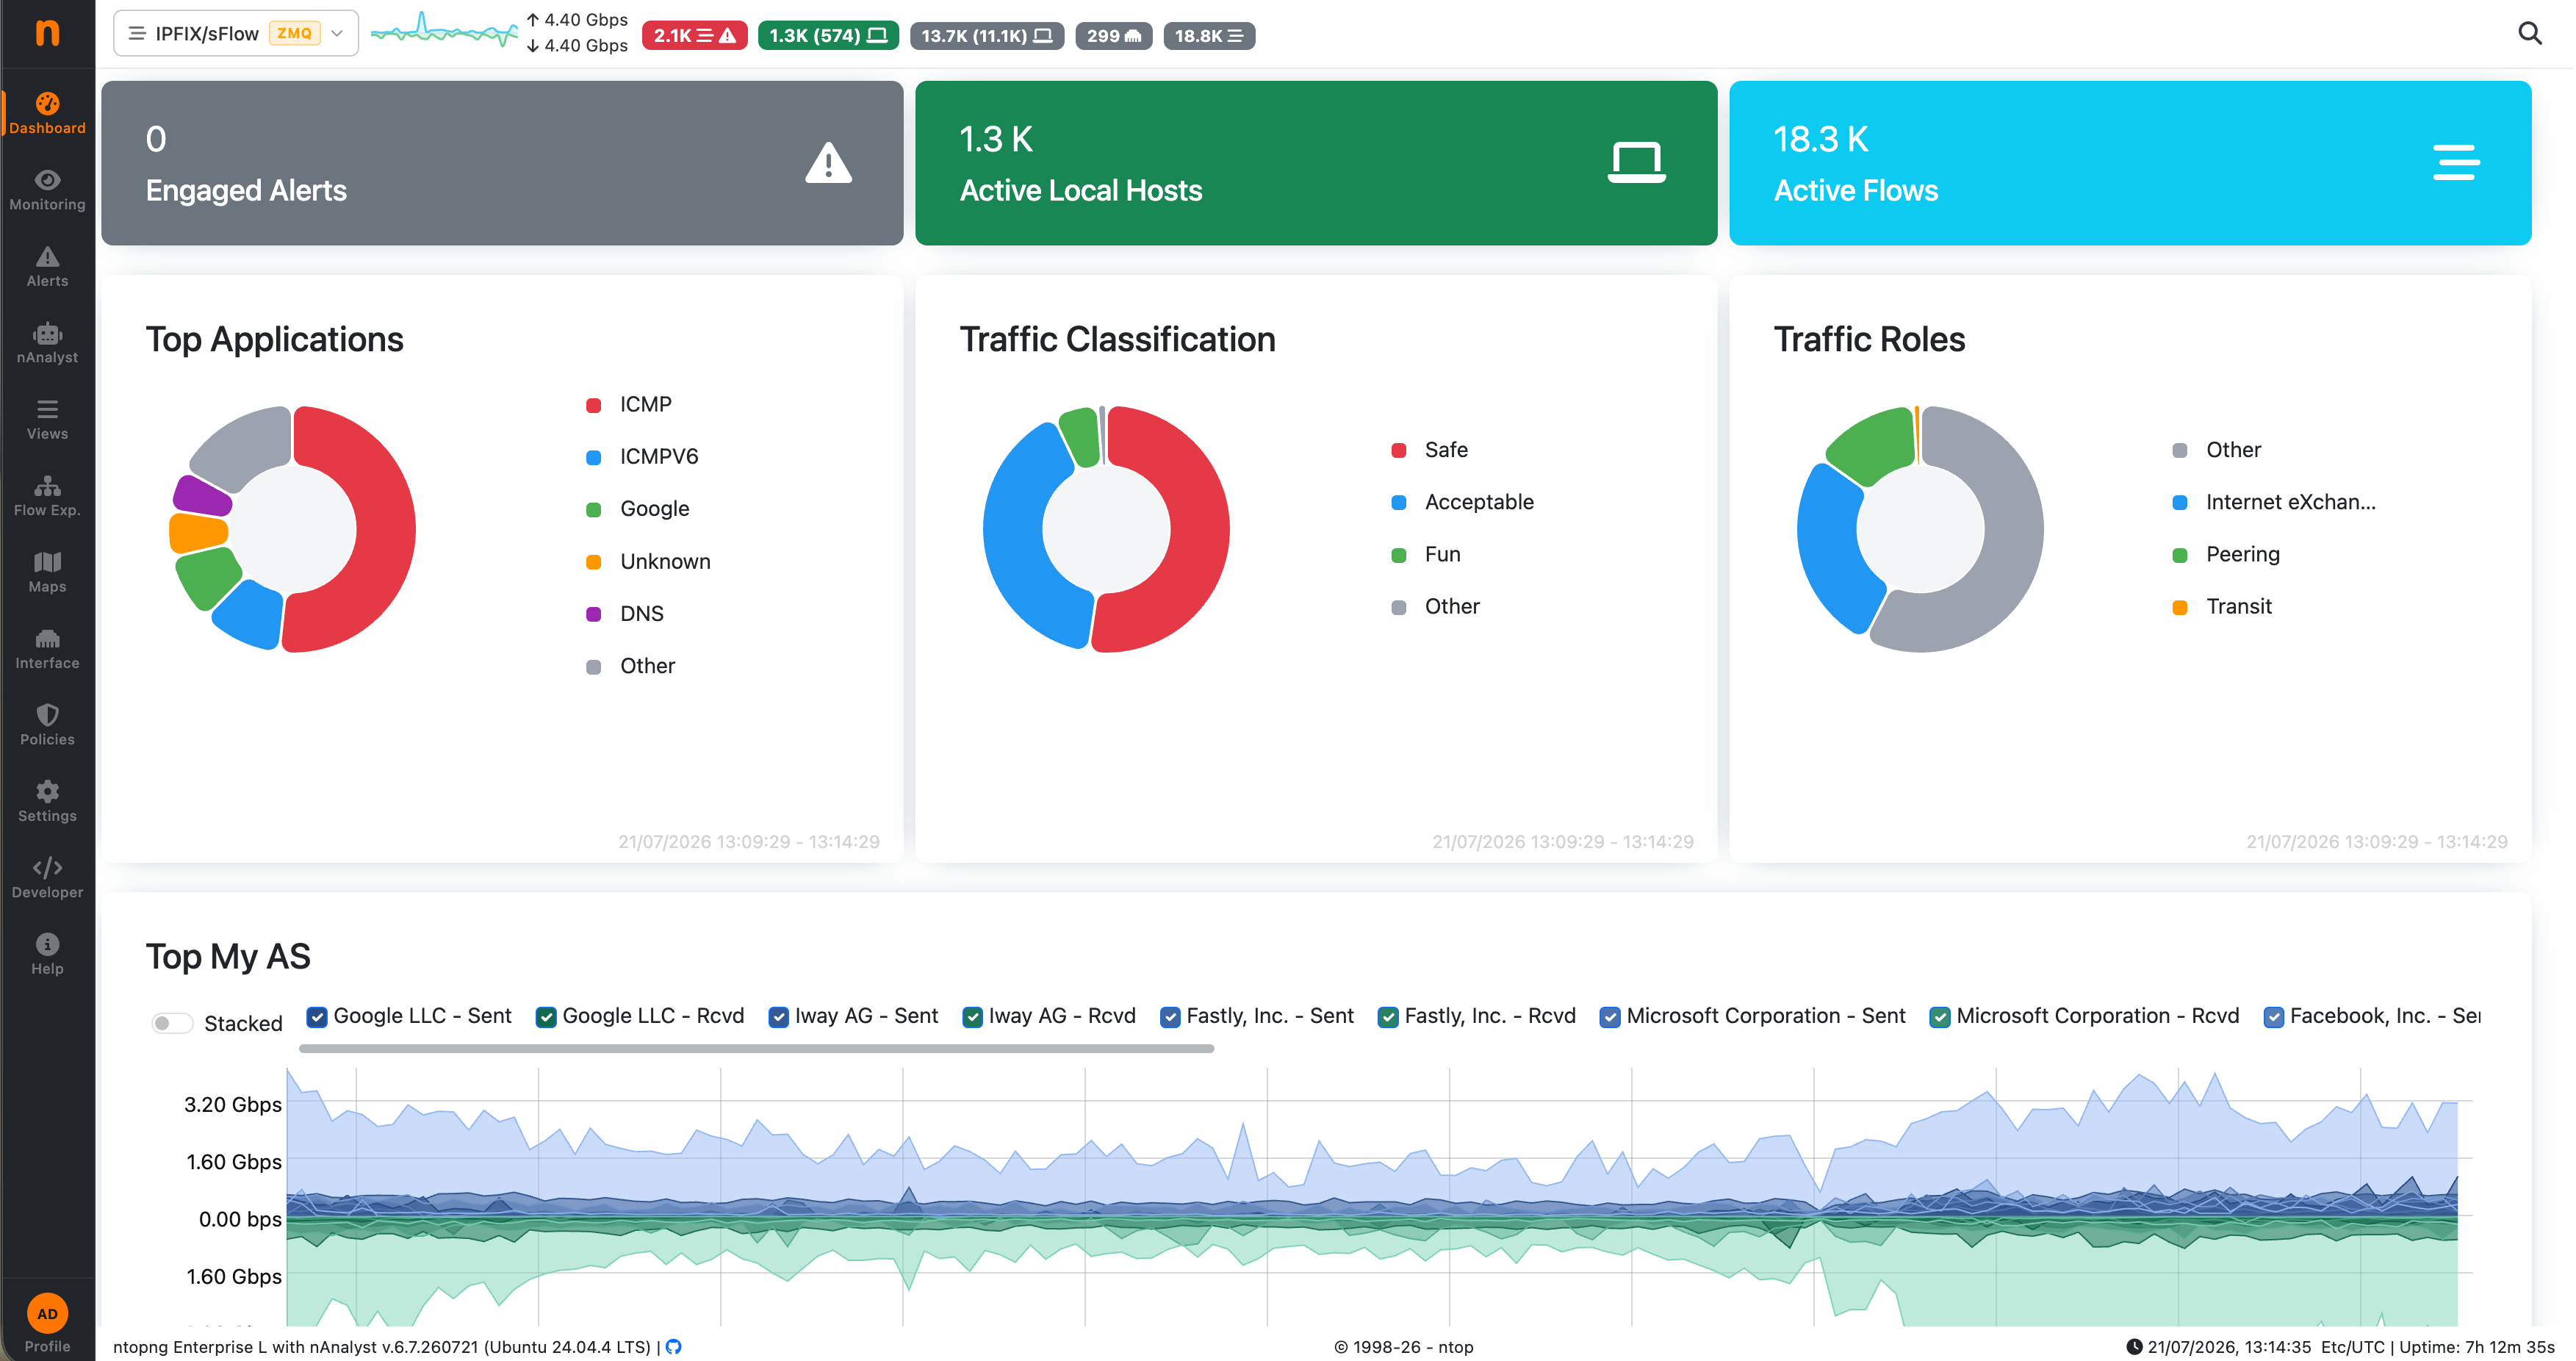 n
IPFIX/sFlow ZMQ
↑ 4.40 Gbps
↓ 4.40 Gbps
2.1K
1.3K (574)
13.7K (11.1K)
299
18.8K
Dashboard
Monitoring
Alerts
nAnalyst
Views
Flow Exp.
Maps
Interface
Policies
Settings
Developer
Help
AD
Profile
0
Engaged Alerts
1.3 K
Active Local Hosts
18.3 K
Active Flows
Top Applications
ICMP
ICMPV6
Google
Unknown
DNS
Other
21/07/2026 13:09:29 - 13:14:29
Traffic Classification
Safe
Acceptable
Fun
Other
21/07/2026 13:09:29 - 13:14:29
Traffic Roles
Other
Internet eXchan...
Peering
Transit
21/07/2026 13:09:29 - 13:14:29
Top My AS
Stacked
Google LLC - Sent
Google LLC - Rcvd
Iway AG - Sent
Iway AG - Rcvd
Fastly, Inc. - Sent
Fastly, Inc. - Rcvd
Microsoft Corporation - Sent
Microsoft Corporation - Rcvd
Facebook, Inc. - Se
3.20 Gbps
1.60 Gbps
0.00 bps
1.60 Gbps
ntopng Enterprise L with nAnalyst v.6.7.260721 (Ubuntu 24.04.4 LTS) |
© 1998-26 - ntop
21/07/2026, 13:14:35 Etc/UTC | Uptime: 7h 12m 35s